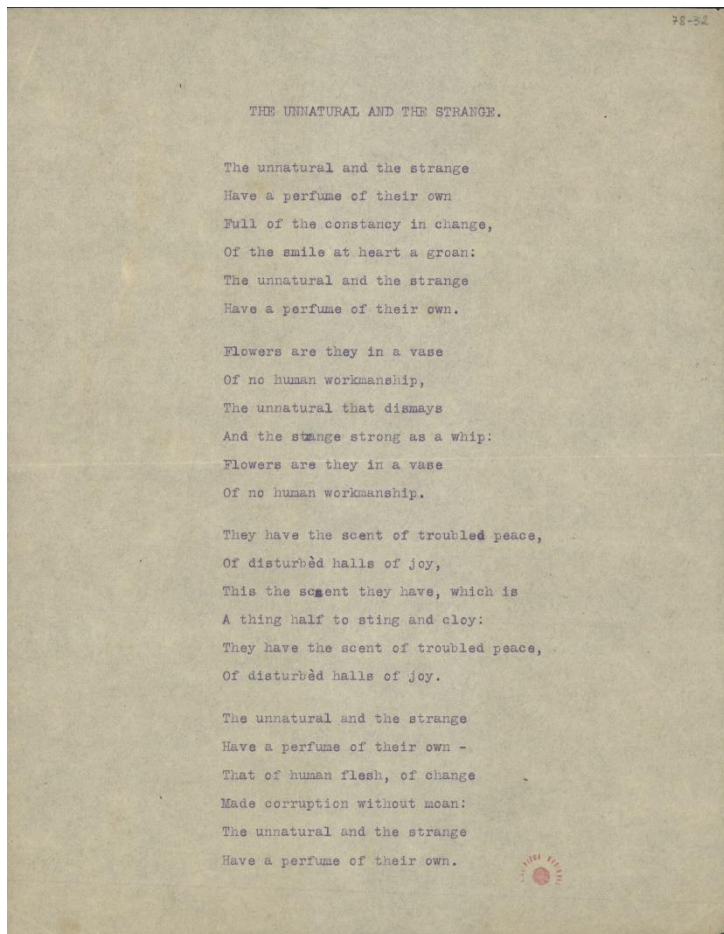 78-32
THE UNNATURAL AND THE STRANGE.
The unnatural and the strange
Have a perfume of their own
Full of the constancy in change,
Of the smile at heart a groan:
The unnatural and the strange
Have a perfume of their own.
Flowers are they in a vase
Of no human workmanship,
The unnatural that dismays
And the strange strong as a whip:
Flowers are they in a vase
Of no human workmanship.
They have the scent of troubled peace,
Of disturbèd halls of joy,
This the scent they have, which is
A thing half to sting and cloy:
They have the scent of troubled peace,
Of disturbèd halls of joy.
The unnatural and the strange
Have a perfume of their own -
That of human flesh, of change
Made corruption without moan:
The unnatural and the strange
Have a perfume of their own.